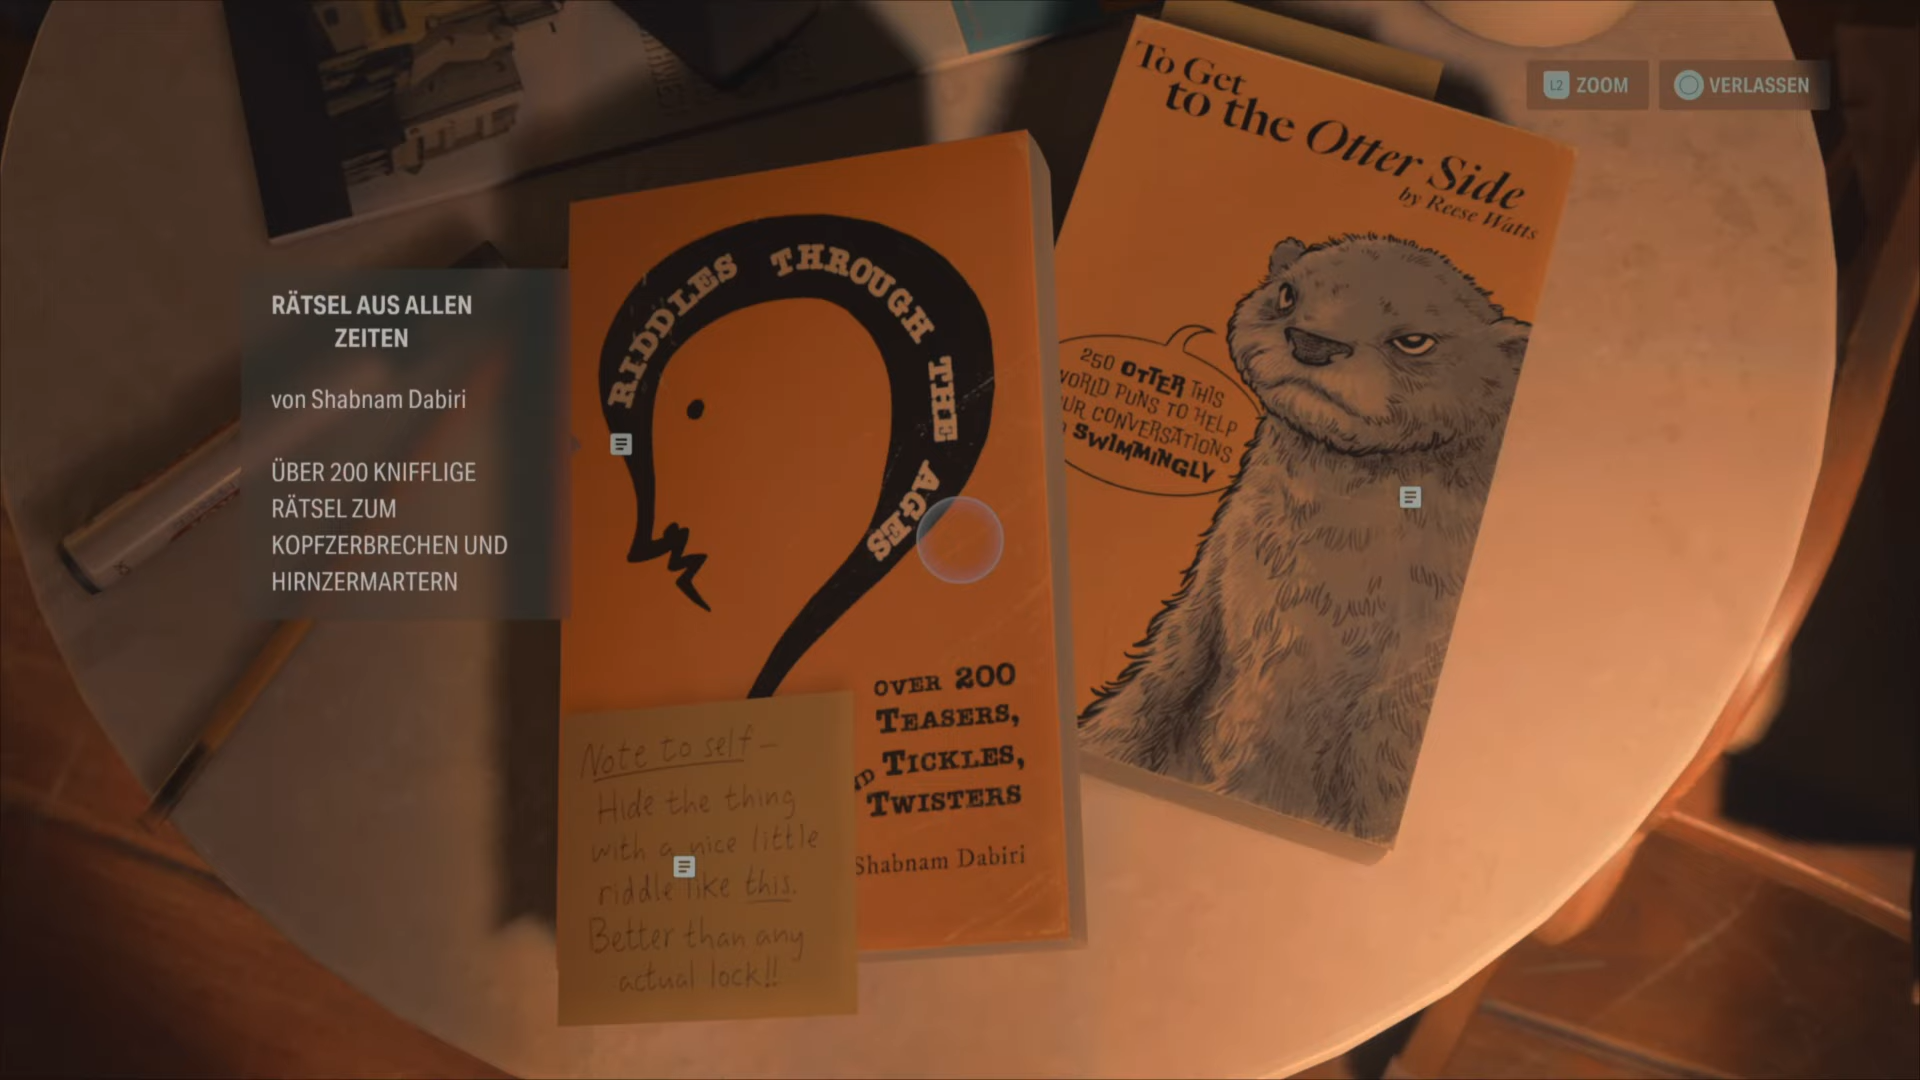 L2 ZOOM
VERLASSEN
RÄTSEL AUS ALLEN
ZEITEN
von Shabnam Dabiri
ÜBER 200 KNIFFLIGE
RÄTSEL ZUM
KOPFZERBRECHEN UND
HIRNZERMARTERN
RIDDLES THROUGH THE AGES
OVER 200
TEASERS,
TICKLES,
TWISTERS
Shabnam Dabiri
Note to self—
Hide the thing
with a nice little
riddle like this.
Better than any
actual lock!!
To Get
to the Otter Side
by Reese Watts
250 OTTER THIS
WORLD PUNS TO HELP
CONVERSATIONS
SWIMMINGLY